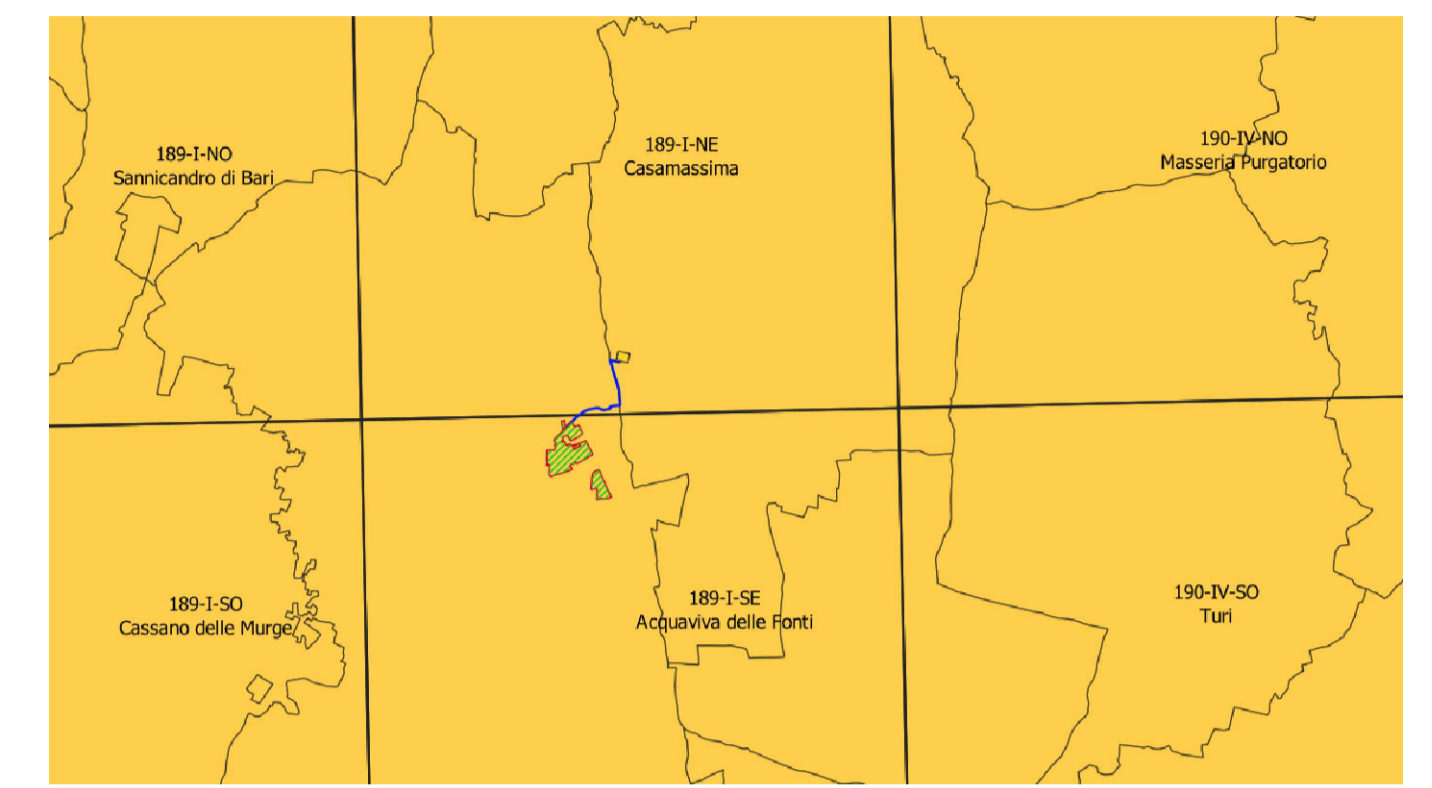 189-I-NO
Sannicandro di Bari
189-I-NE
Casamassima
190-IV-NO
Masseria Purgatorio
189-I-SO
Cassano delle Murge
189-I-SE
Acquaviva delle Fonti
190-IV-SO
Turi